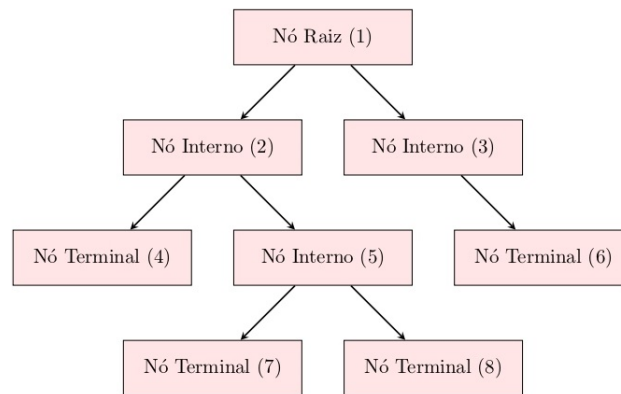 Nó Raiz (1)
Nó Interno (2)
Nó Interno (3)
Nó Terminal (4)
Nó Interno (5)
Nó Terminal (6)
Nó Terminal (7)
Nó Terminal (8)